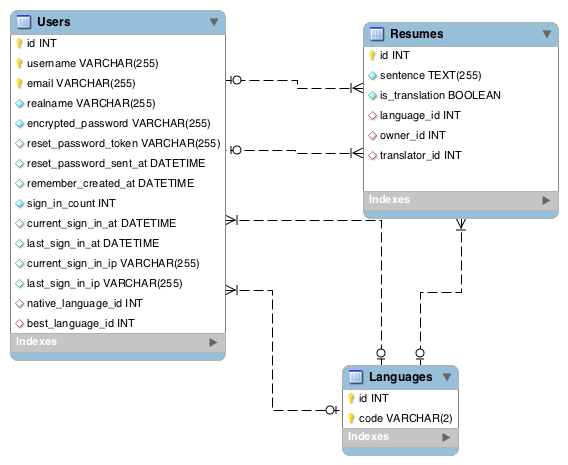 Users
id INT
username VARCHAR(255)
email VARCHAR(255)
realname VARCHAR(255)
encrypted_password VARCHAR(255)
reset_password_token VARCHAR(255)
reset_password_sent_at DATETIME
remember_created_at DATETIME
sign_in_count INT
current_sign_in_at DATETIME
last_sign_in_at DATETIME
current_sign_in_ip VARCHAR(255)
last_sign_in_ip VARCHAR(255)
native_language_id INT
best_language_id INT
Indexes
Resumes
id INT
sentence TEXT(255)
is_translation BOOLEAN
language_id INT
owner_id INT
translator_id INT
Indexes
Languages
id INT
code VARCHAR(2)
Indexes